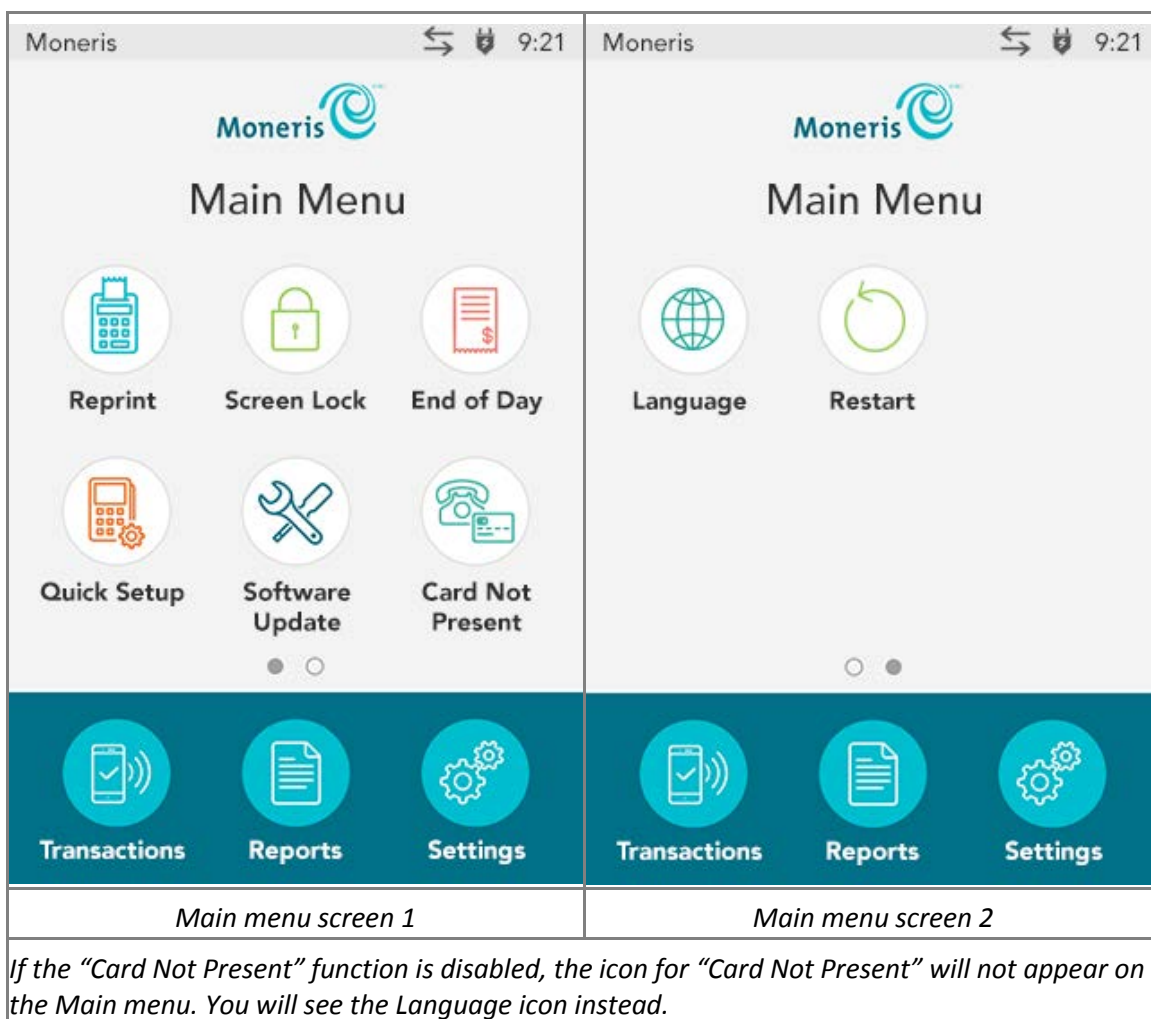 Moneris 9:21
Moneris
Main Menu
Reprint Screen Lock End of Day
Quick Setup Software Update Card Not Present
Transactions Reports Settings
Main menu screen 1
Moneris 9:21
Moneris
Main Menu
Language Restart
Transactions Reports Settings
Main menu screen 2
If the “Card Not Present” function is disabled, the icon for “Card Not Present” will not appear on
the Main menu. You will see the Language icon instead.